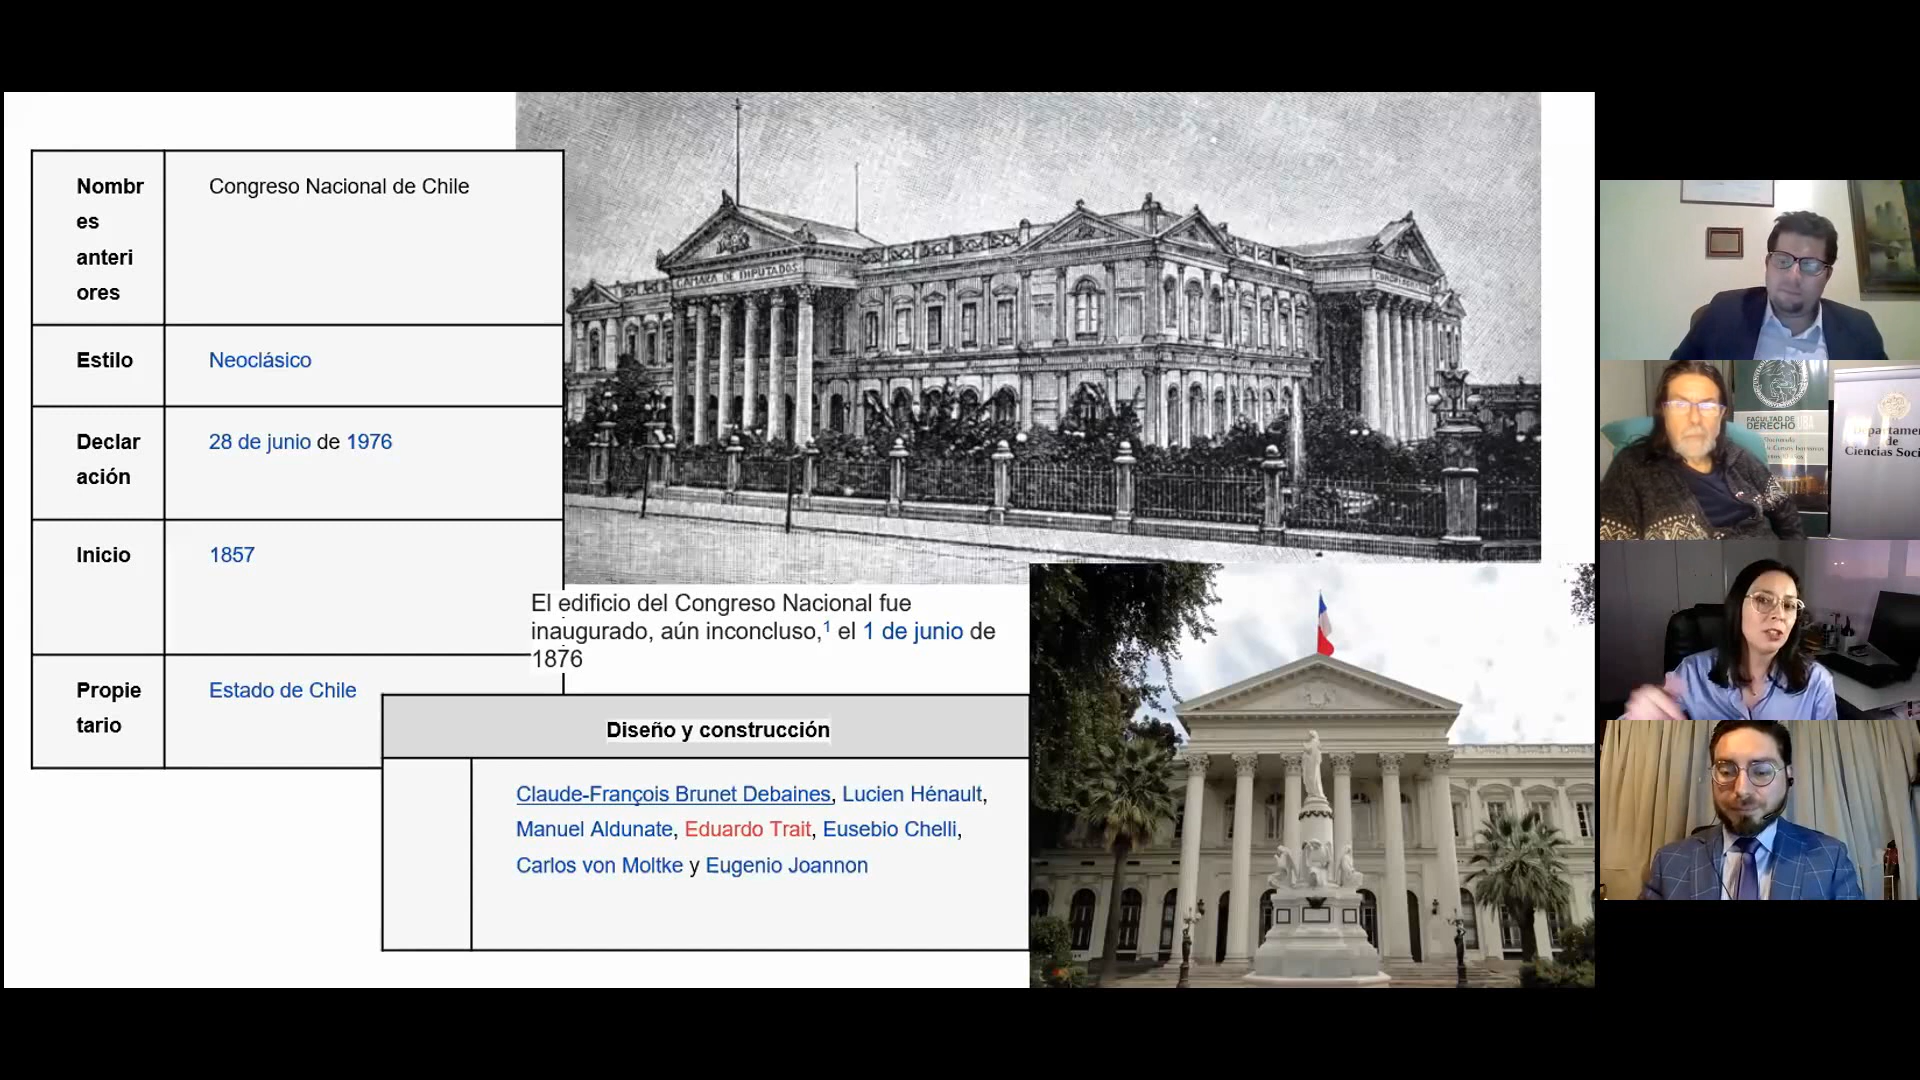 Nombr
es
anteri
ores
Congreso Nacional de Chile
Estilo
Neoclásico
Declar
ación
28 de junio de 1976
Inicio
1857
Propie
tario
Estado de Chile
CAMARA DE DIPUTADOS
El edificio del Congreso Nacional fue
inaugurado, aún inconcluso,¹ el 1 de junio de
1876
Diseño y construcción
Claude-François Brunet Debaines, Lucien Hénault,
Manuel Aldunate, Eduardo Trait, Eusebio Chelli,
Carlos von Moltke y Eugenio Joannon
FACULTAD DE
DERECHO
UBA
Departamen
de
Ciencias Soci